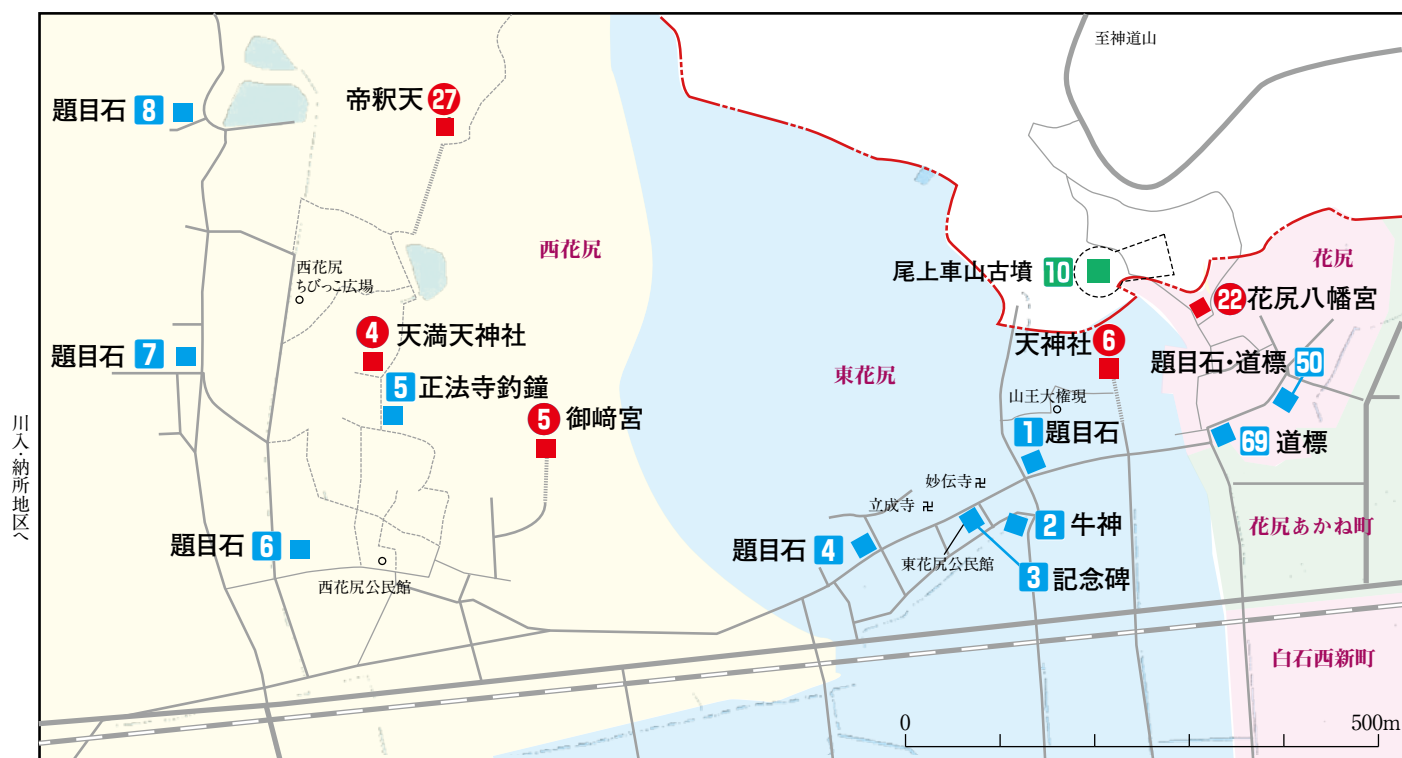 至神道山
題目石 8
帝釈天 27
西花尻
花尻
西花尻
ちびっこ広場
尾上車山古墳 10
22 花尻八幡宮
4 天満天神社
天神社 6
題目石 7
題目石・道標 50
東花尻
5 正法寺釣鐘
山王大権現
川入・納所地区へ
5 御﨑宮
1 題目石
69 道標
妙伝寺 卍
立成寺 卍
2 牛神
花尻あかね町
題目石 6
題目石 4
東花尻公民館
3 記念碑
西花尻公民館
白石西新町
0 500m